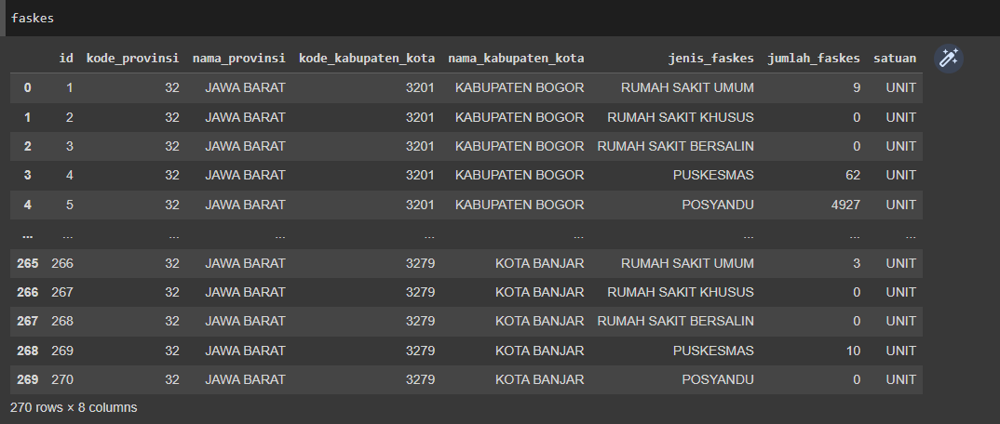 faskes
id kode_provinsi nama_provinsi kode_kabupaten_kota nama_kabupaten_kota jenis_faskes jumlah_faskes satuan
0 1 32 JAWA BARAT 3201 KABUPATEN BOGOR RUMAH SAKIT UMUM 9 UNIT
1 2 32 JAWA BARAT 3201 KABUPATEN BOGOR RUMAH SAKIT KHUSUS 0 UNIT
2 3 32 JAWA BARAT 3201 KABUPATEN BOGOR RUMAH SAKIT BERSALIN 0 UNIT
3 4 32 JAWA BARAT 3201 KABUPATEN BOGOR PUSKESMAS 62 UNIT
4 5 32 JAWA BARAT 3201 KABUPATEN BOGOR POSYANDU 4927 UNIT
... ... ... ... ... ... ... ... ...
265 266 32 JAWA BARAT 3279 KOTA BANJAR RUMAH SAKIT UMUM 3 UNIT
266 267 32 JAWA BARAT 3279 KOTA BANJAR RUMAH SAKIT KHUSUS 0 UNIT
267 268 32 JAWA BARAT 3279 KOTA BANJAR RUMAH SAKIT BERSALIN 0 UNIT
268 269 32 JAWA BARAT 3279 KOTA BANJAR PUSKESMAS 10 UNIT
269 270 32 JAWA BARAT 3279 KOTA BANJAR POSYANDU 0 UNIT
270 rows × 8 columns